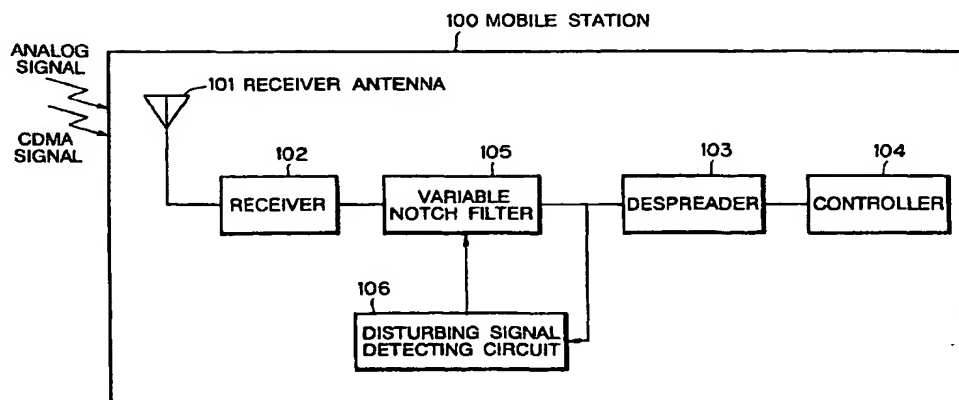 100 MOBILE STATION
ANALOG
SIGNAL
101 RECEIVER ANTENNA
CDMA
SIGNAL
102
105
103
104
RECEIVER
VARIABLE
NOTCH FILTER
DESPREADER
CONTROLLER
106
DISTURBING SIGNAL
DETECTING CIRCUIT